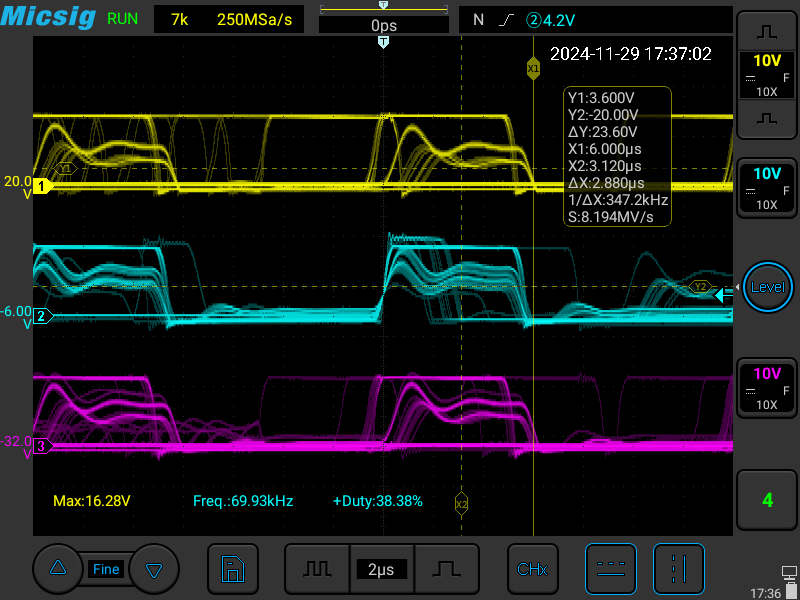 Micsig RUN 7k 250MSa/s 0ps N ②4.2V
T
T
2024-11-29 17:37:02
X1
Y1:3.600V
Y2:-20.00V
ΔY:23.60V
X1:6.000µs
X2:3.120µs
ΔX:2.880µs
1/ΔX:347.2kHz
S:8.194MV/s
10V
F
10X
10V
F
10X
Y1
20.0 V 1
Y2
Level
-6.00 V 2
10V
F
10X
-32.0 V 3
Max:16.28V Freq.:69.93kHz +Duty:38.38%
X2
4
Fine 2µs CHx
17:36